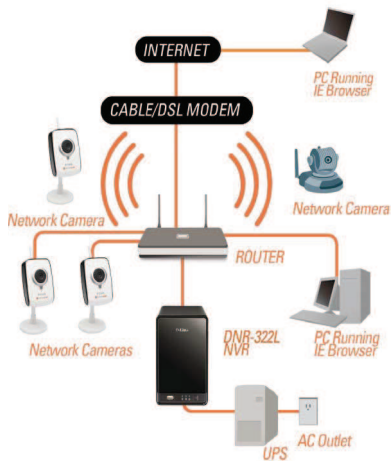 INTERNET
PC Running
IE Browser
CABLE/DSL MODEM
Network Camera
Network Camera
ROUTER
Network Cameras
DNR-322L
NVR
PC Running
IE Browser
UPS
AC Outlet